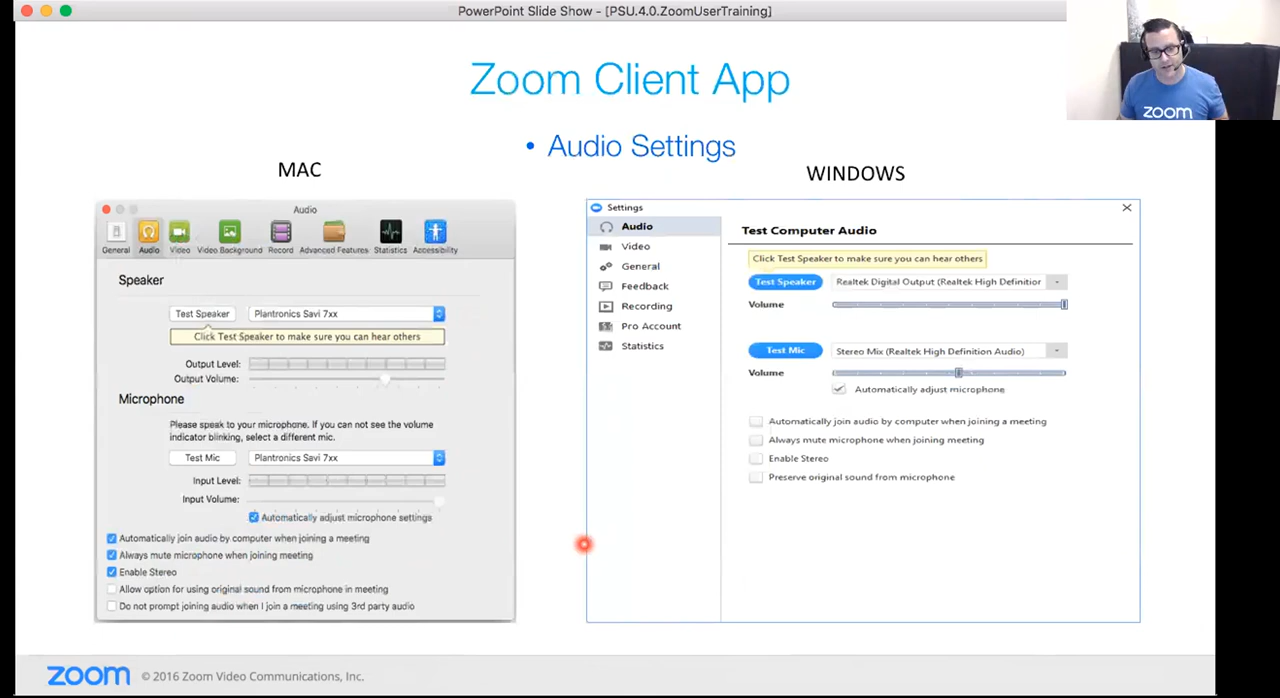 PowerPoint Slide Show - [PSU.4.0.ZoomUserTraining]
zoom
Zoom Client App
• Audio Settings
MAC
Audio
General Audio Video Video Background Record Advanced Features Statistics Accessibility
Speaker
Test Speaker Plantronics Savi 7xx
Click Test Speaker to make sure you can hear others
Output Level:
Output Volume:
Microphone
Please speak to your microphone. If you can not see the volume
indicator blinking, select a different mic.
Test Mic Plantronics Savi 7xx
Input Level:
Input Volume:
Automatically adjust microphone settings
Automatically join audio by computer when joining a meeting
Always mute microphone when joining meeting
Enable Stereo
Allow option for using original sound from microphone in meeting
Do not prompt joining audio when I join a meeting using 3rd party audio
WINDOWS
Settings
Audio
Video
General
Feedback
Recording
Pro Account
Statistics
Test Computer Audio
Click Test Speaker to make sure you can hear others
Test Speaker Realtek Digital Output (Realtek High Definitior
Volume
Test Mic Stereo Mix (Realtek High Definition Audio)
Volume
Automatically adjust microphone
Automatically join audio by computer when joining a meeting
Always mute microphone when joining meeting
Enable Stereo
Preserve original sound from microphone
zoom © 2016 Zoom Video Communications, Inc.